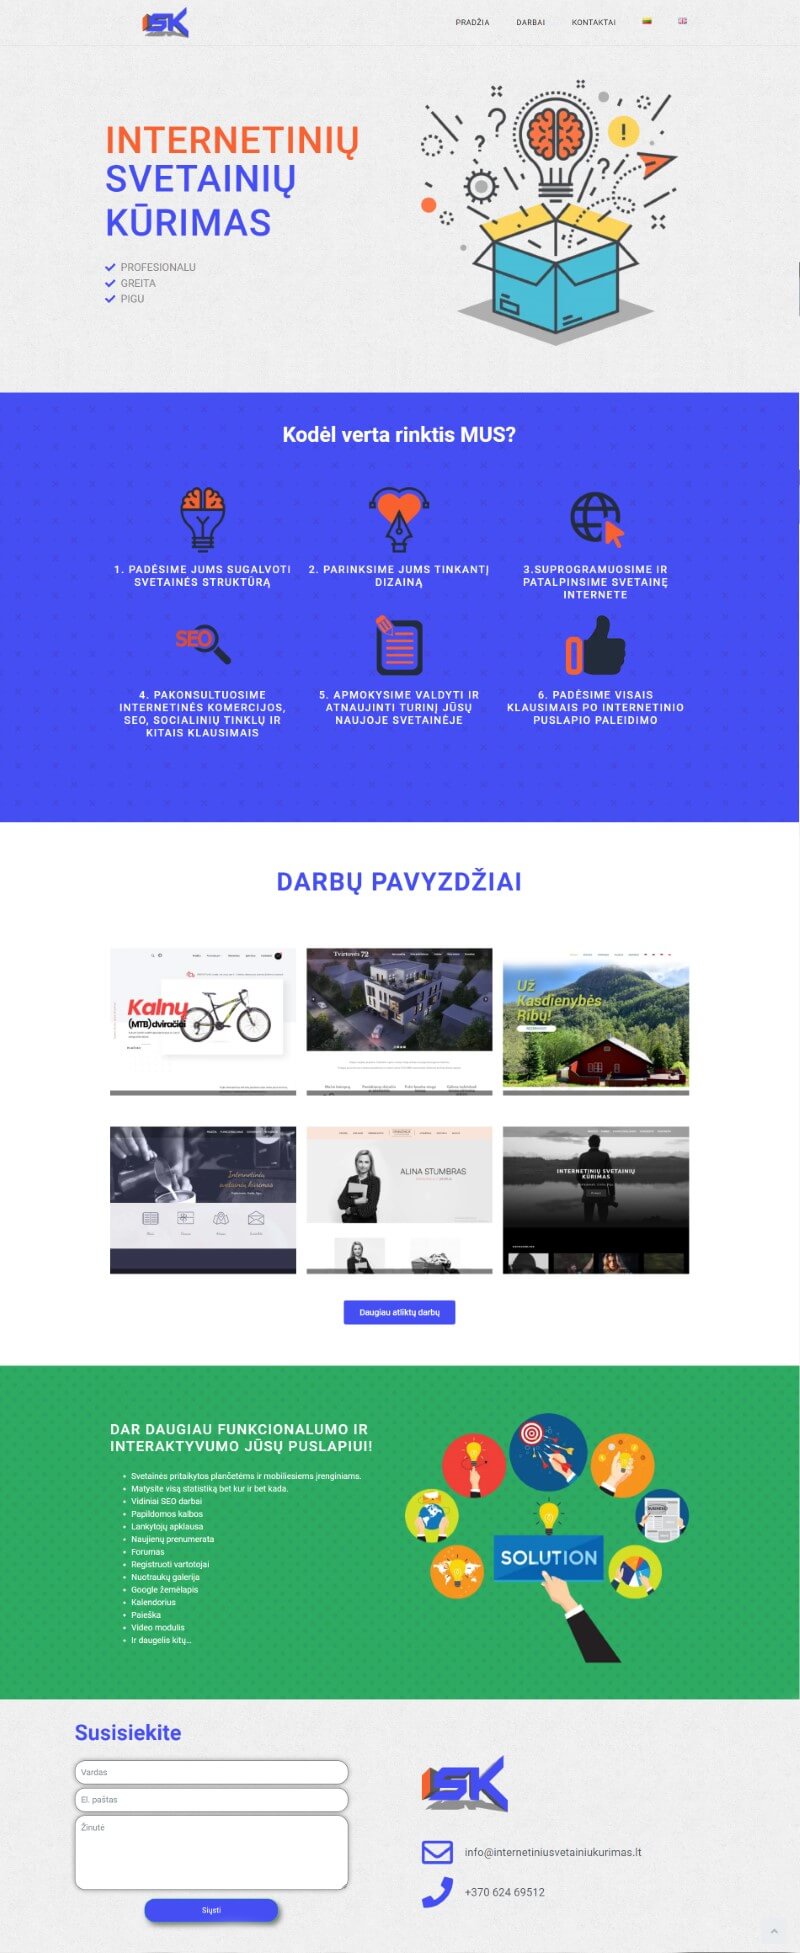 ISK
PRADŽIA DARBAI KONTAKTAI
INTERNETINIŲ
SVETAINIŲ
KŪRIMAS
PROFESIONALU
GREITA
PIGU
Kodėl verta rinktis MUS?
1. PADĖSIME JUMS SUGALVOTI
SVETAINĖS STRUKTŪRĄ
2. PARINKSIME JUMS TINKANTĮ
DIZAINĄ
3.SUPROGRAMUOSIME IR
PATALPINSIME SVETAINĘ
INTERNETE
SEO
4. PAKONSULTUOSIME
INTERNETINĖS KOMERCIJOS,
SEO, SOCIALINIŲ TINKLŲ IR
KITAIS KLAUSIMAIS
5. APMOKYSIME VALDYTI IR
ATNAUJINTI TURINĮ JŪSŲ
NAUJOJE SVETAINĖJE
6. PADĖSIME VISAIS
KLAUSIMAIS PO INTERNETINIO
PUSLAPIO PALEIDIMO
DARBŲ PAVYZDŽIAI
Kalnų
(MTB) dviračiai
Tvirtovės 72
Už
Kasdienybės
Ribų!
Internetinių
svetainių kūrimas
ALINA STUMBRAS
INTERNETINIŲ SVETAINIŲ
KŪRIMAS
Daugiau atliktų darbų
DAR DAUGIAU FUNKCIONALUMO IR
INTERAKTYVUMO JŪSŲ PUSLAPIUI!
Svetainės pritaikytos plančetėms ir mobiliesiems įrenginiams.
Matysite visą statistiką bet kur ir bet kada.
Vidiniai SEO darbai
Papildomos kalbos
Lankytojų apklausa
Naujienų prenumerata
Forumas
Registruoti vartotojai
Nuotraukų galerija
Google žemėlapis
Kalendorius
Paieška
Video modulis
Ir daugelis kitų...
BUSINESS
SOLUTION
Susisiekite
Vardas
El. paštas
Žinutė
Siųsti
ISK
info@internetiniusvetainiukurimas.lt
+370 624 69512